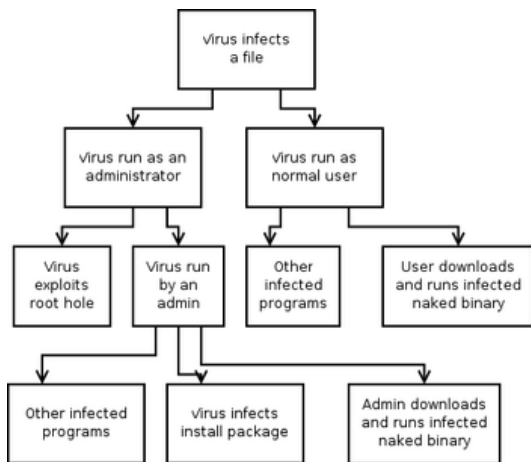 Virus infects
a file
Virus run as an
administrator
Virus run as
normal user
Virus
exploits
root hole
Virus run
by an
admin
Other
infected
programs
User downloads
and runs infected
naked binary
Other infected
programs
Virus infects
install package
Admin downloads
and runs infected
naked binary